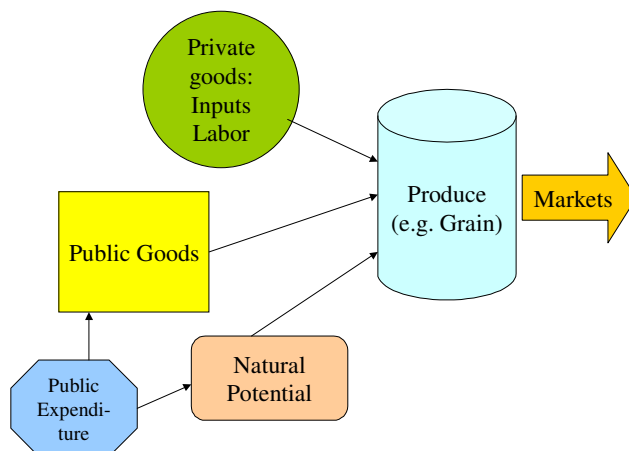 Private
goods:
Inputs
Labor
Produce
(e.g. Grain)
Markets
Public Goods
Natural
Potential
Public
Expendi-
ture